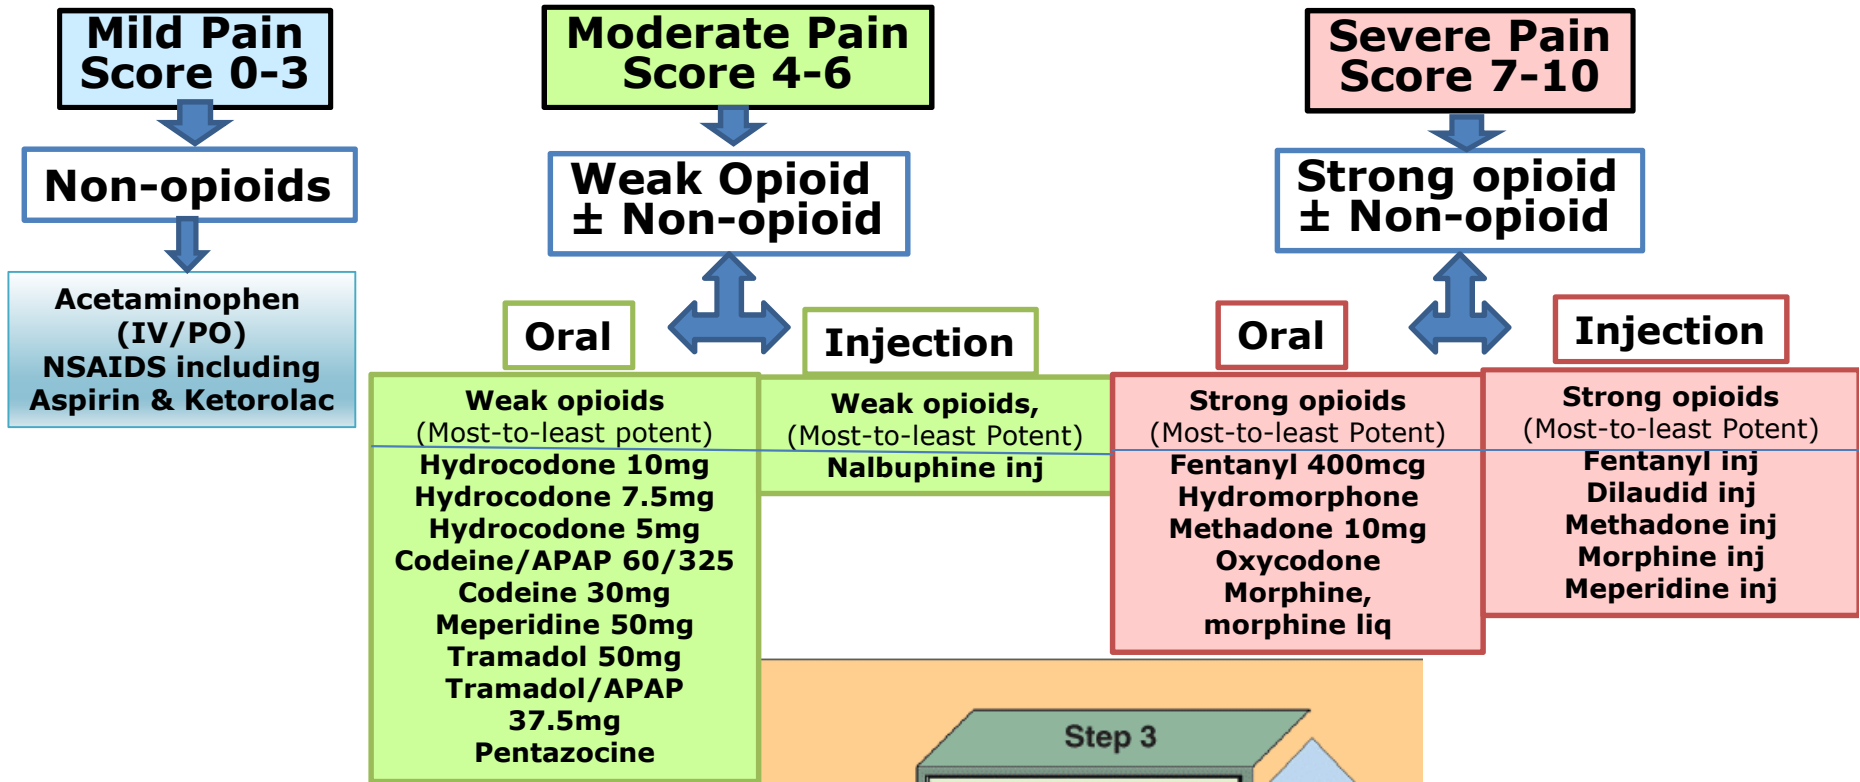 Mild Pain
Score 0-3
Non-opioids
Acetaminophen
(IV/PO)
NSAIDS including
Aspirin & Ketorolac
Moderate Pain
Score 4-6
Weak Opioid
± Non-opioid
Oral
Weak opioids
(Most-to-least potent)
Hydrocodone 10mg
Hydrocodone 7.5mg
Hydrocodone 5mg
Codeine/APAP 60/325
Codeine 30mg
Meperidine 50mg
Tramadol 50mg
Tramadol/APAP
37.5mg
Pentazocine
Injection
Weak opioids,
(Most-to-least Potent)
Nalbuphine inj
Severe Pain
Score 7-10
Strong opioid
± Non-opioid
Oral
Strong opioids
(Most-to-least Potent)
Fentanyl 400mcg
Hydromorphone
Methadone 10mg
Oxycodone
Morphine,
morphine liq
Injection
Strong opioids
(Most-to-least Potent)
Fentanyl inj
Dilaudid inj
Methadone inj
Morphine inj
Meperidine inj
Step 3